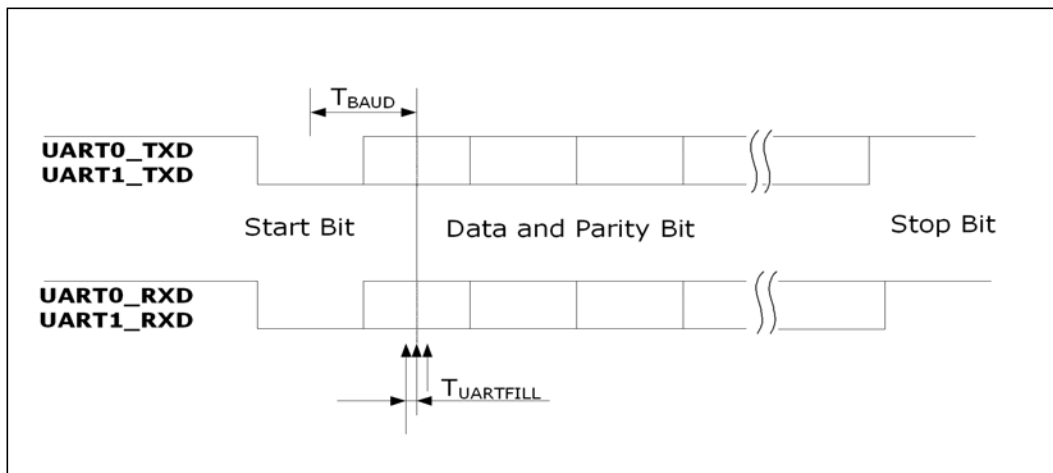 TBAUD
UART0_TXD
UART1_TXD
Start Bit
Data and Parity Bit
Stop Bit
UART0_RXD
UART1_RXD
TUARTFILL